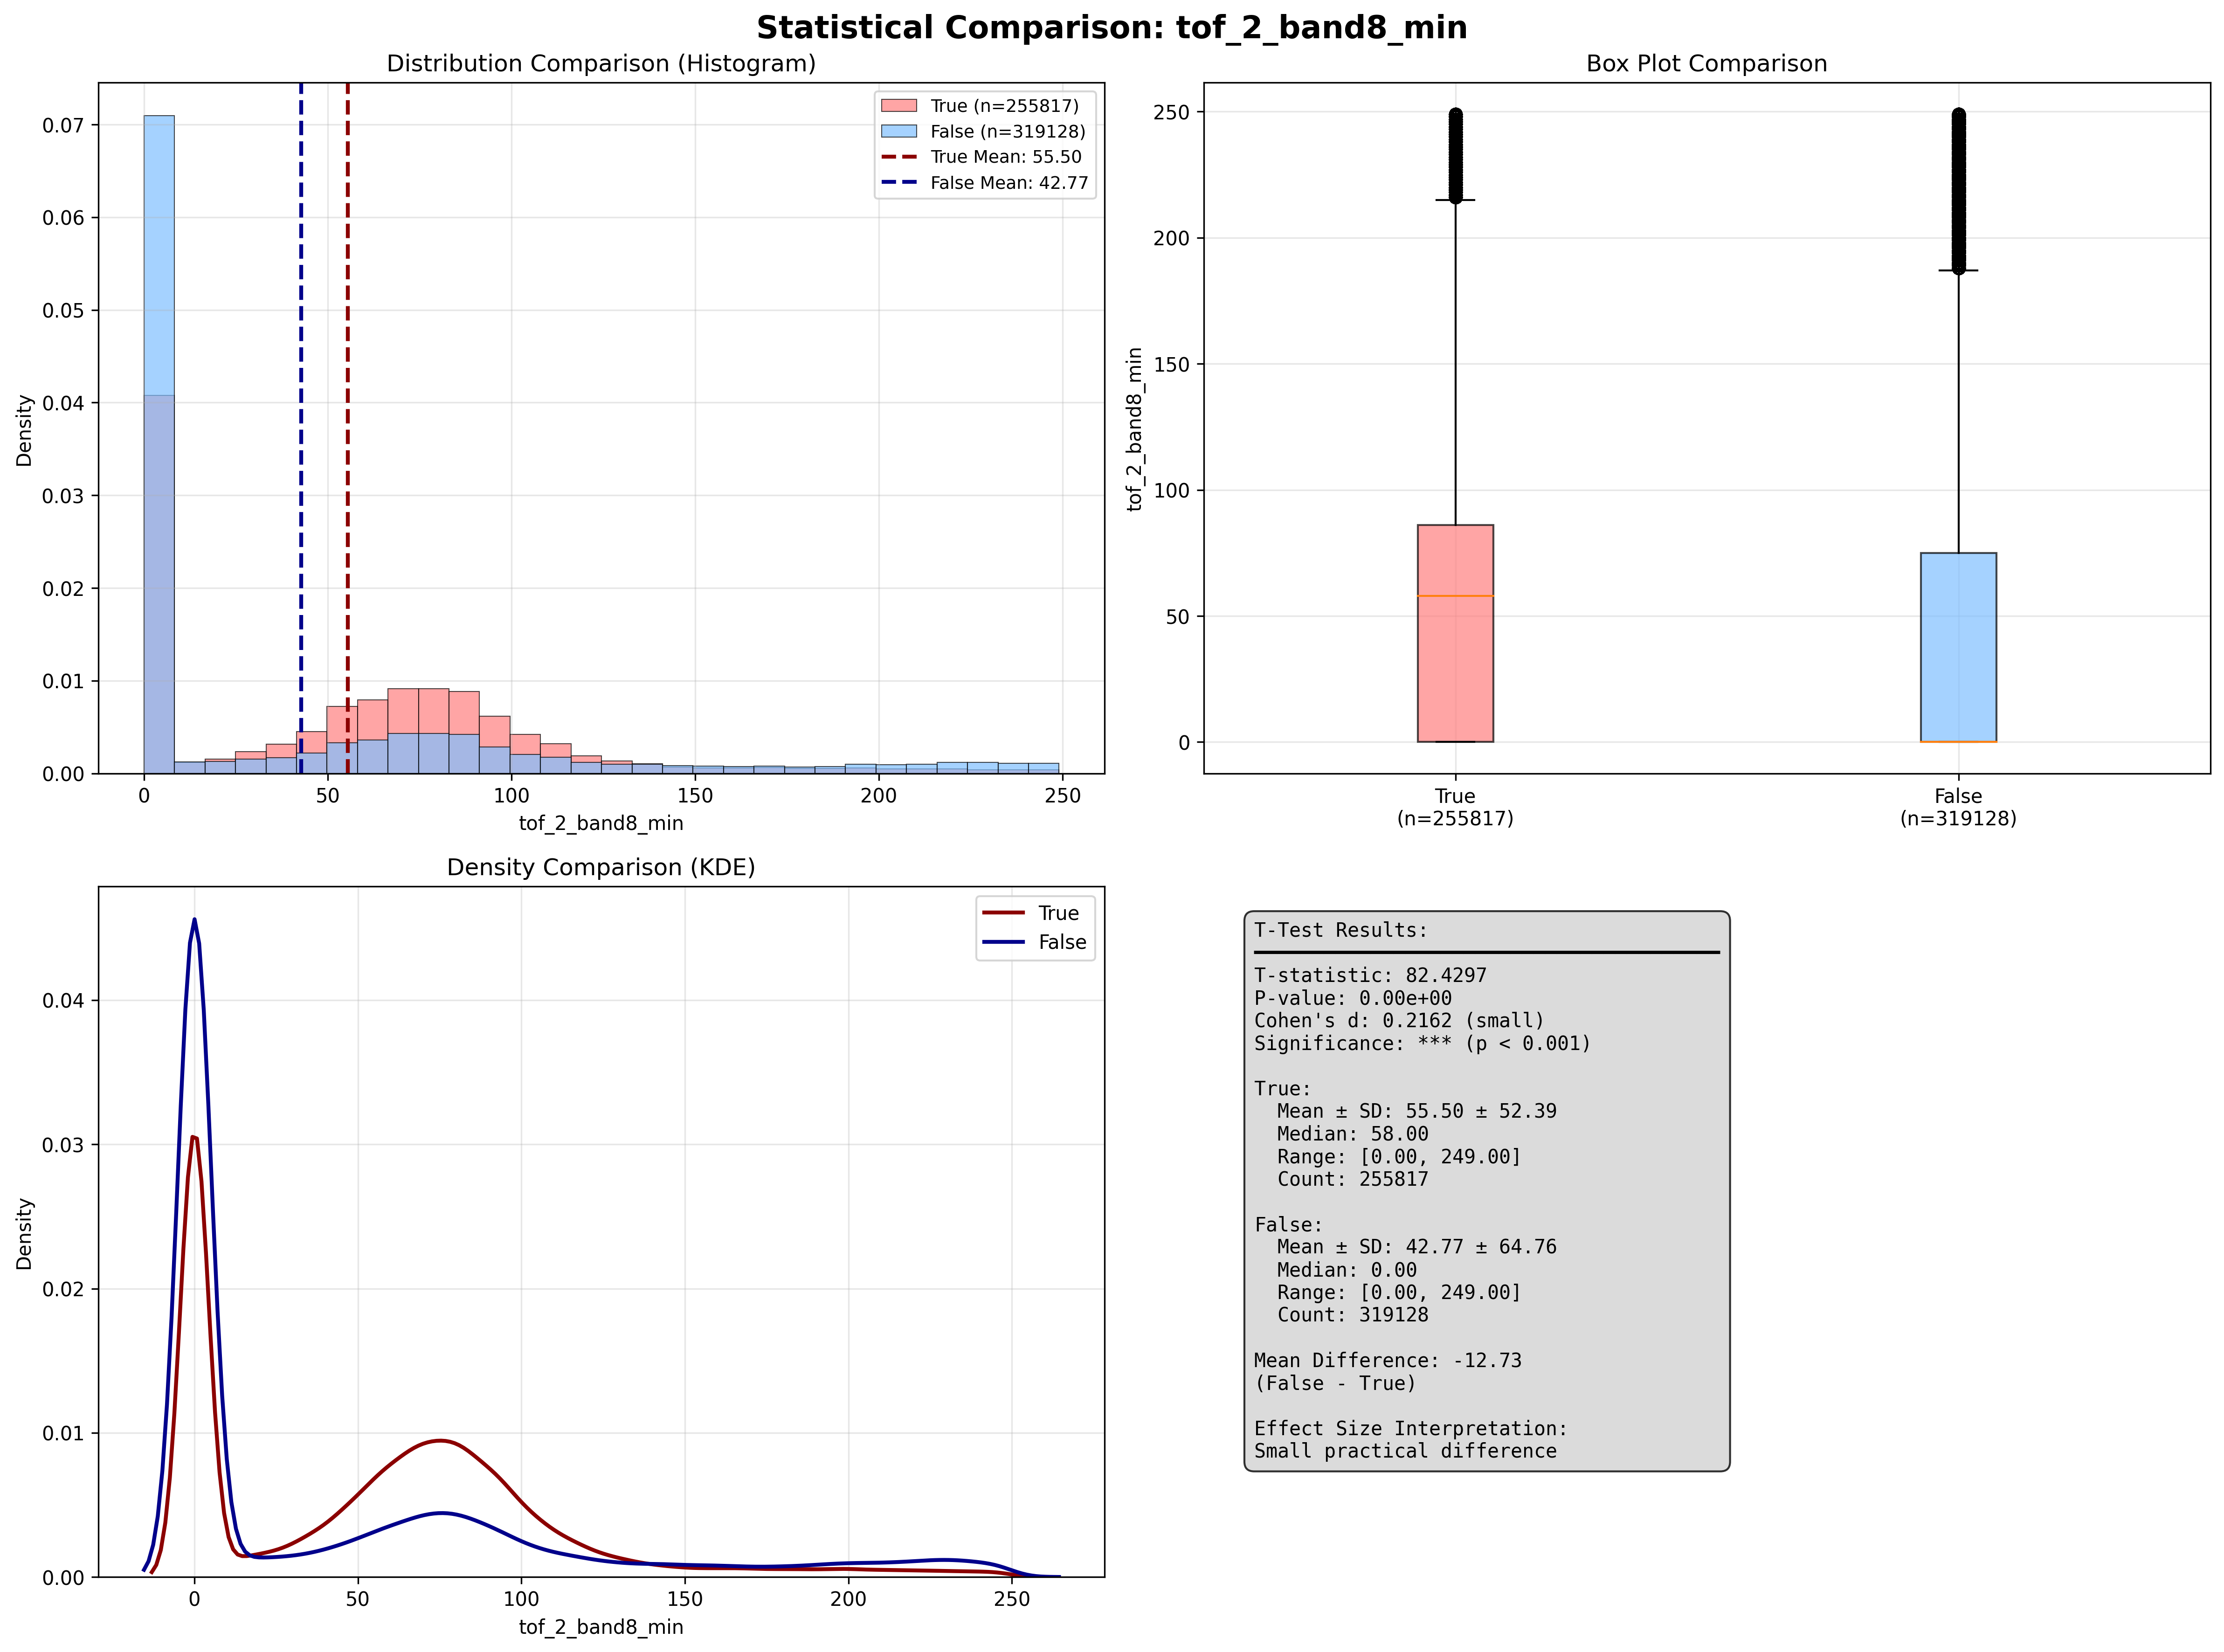 Statistical Comparison: tof_2_band8_min
Distribution Comparison (Histogram)
Density
0.07
0.06
0.05
0.04
0.03
0.02
0.01
0.00
True (n=255817)
False (n=319128)
True Mean: 55.50
False Mean: 42.77
0 50 100 150 200 250
tof_2_band8_min
Box Plot Comparison
tof_2_band8_min
250
200
150
100
50
0
True False
(n=255817) (n=319128)
Density Comparison (KDE)
Density
0.04
0.03
0.02
0.01
0.00
True
False
0 50 100 150 200 250
tof_2_band8_min
T-Test Results:
T-statistic: 82.4297
P-value: 0.00e+00
Cohen's d: 0.2162 (small)
Significance: *** (p < 0.001)
True:
Mean ± SD: 55.50 ± 52.39
Median: 58.00
Range: [0.00, 249.00]
Count: 255817
False:
Mean ± SD: 42.77 ± 64.76
Median: 0.00
Range: [0.00, 249.00]
Count: 319128
Mean Difference: -12.73
(False - True)
Effect Size Interpretation:
Small practical difference